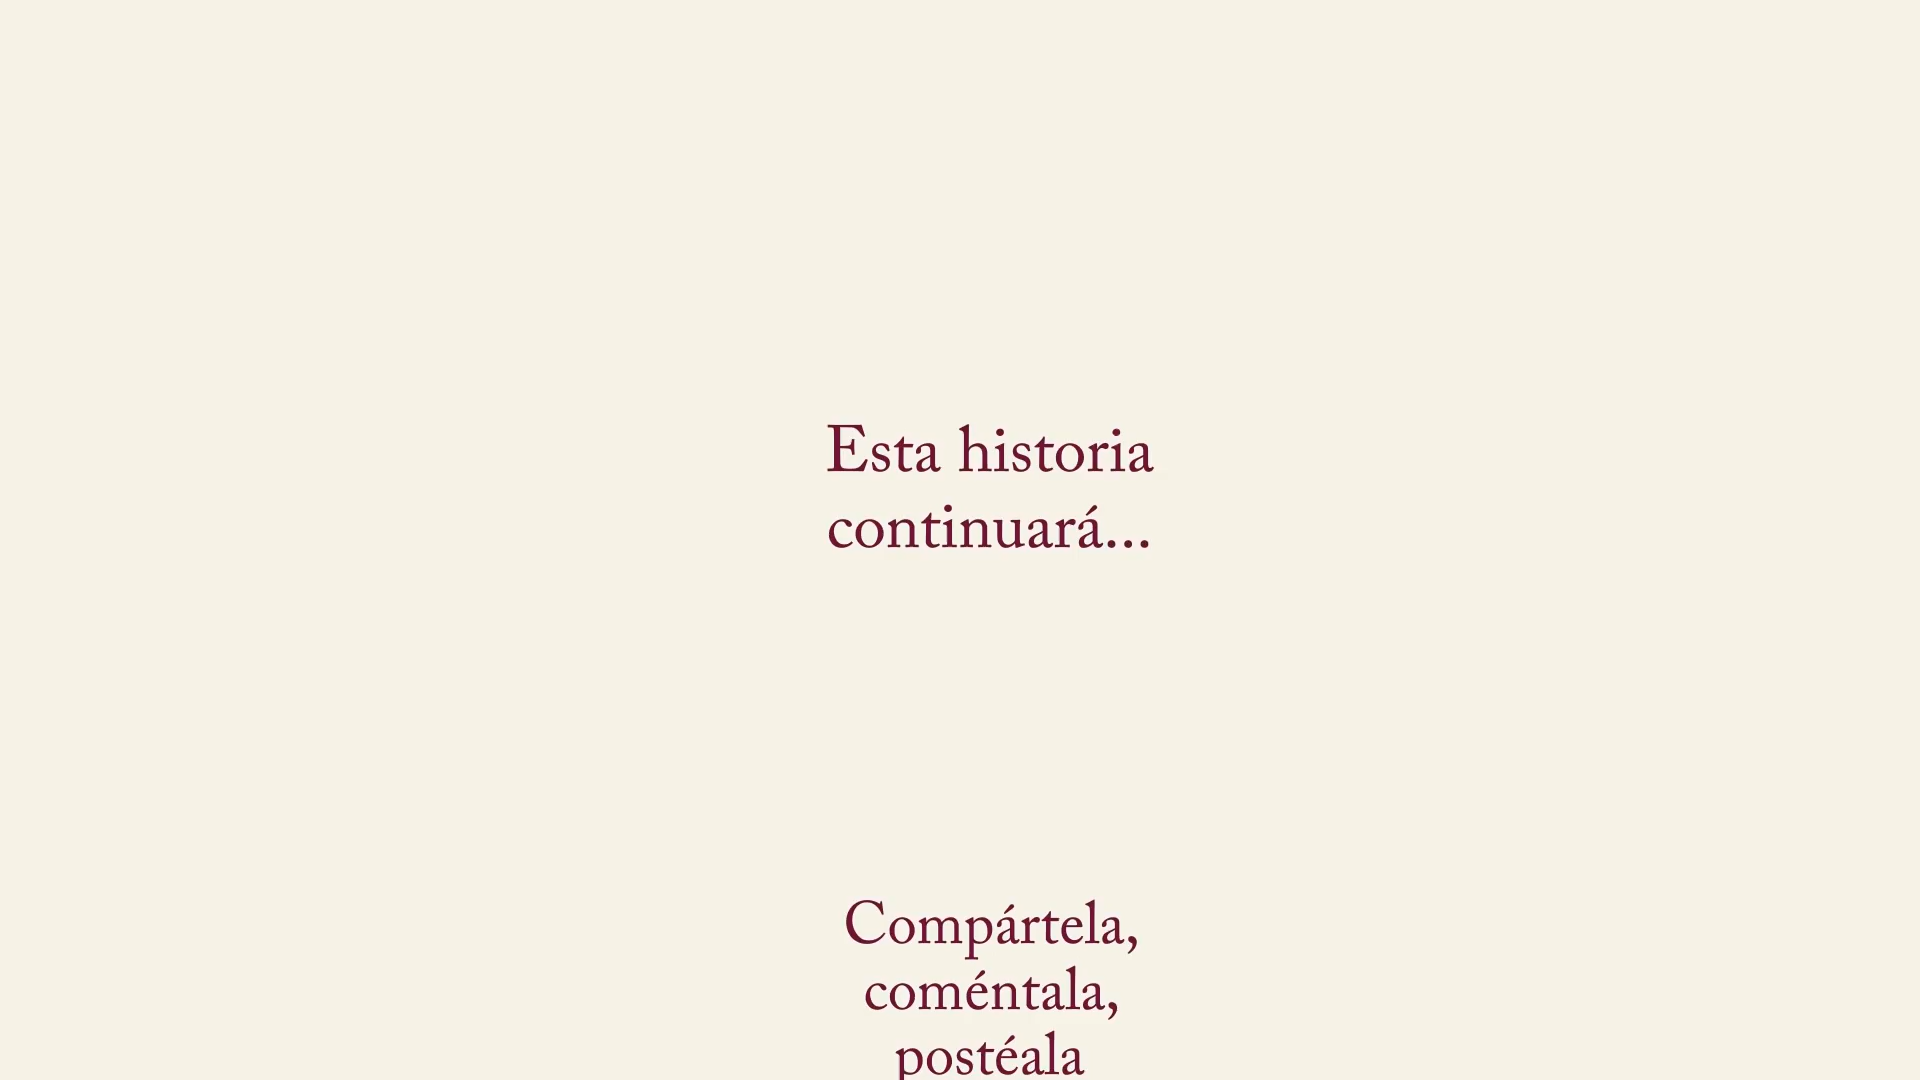 Esta historia
continuará...
Compártela,
coméntala,
postéala